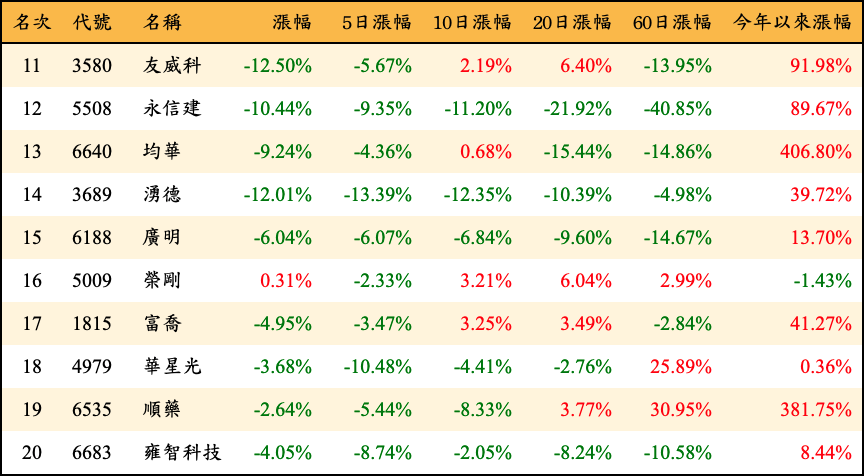 名次 代號 名稱 漲幅 5日漲幅 10日漲幅 20日漲幅 60日漲幅 今年以來漲幅
11 3580 友威科 -12.50% -5.67% 2.19% 6.40% -13.95% 91.98%
12 5508 永信建 -10.44% -9.35% -11.20% -21.92% -40.85% 89.67%
13 6640 均華 -9.24% -4.36% 0.68% -15.44% -14.86% 406.80%
14 3689 湧德 -12.01% -13.39% -12.35% -10.39% -4.98% 39.72%
15 6188 廣明 -6.04% -6.07% -6.84% -9.60% -14.67% 13.70%
16 5009 榮剛 0.31% -2.33% 3.21% 6.04% 2.99% -1.43%
17 1815 富喬 -4.95% -3.47% 3.25% 3.49% -2.84% 41.27%
18 4979 華星光 -3.68% -10.48% -4.41% -2.76% 25.89% 0.36%
19 6535 順藥 -2.64% -5.44% -8.33% 3.77% 30.95% 381.75%
20 6683 雍智科技 -4.05% -8.74% -2.05% -8.24% -10.58% 8.44%